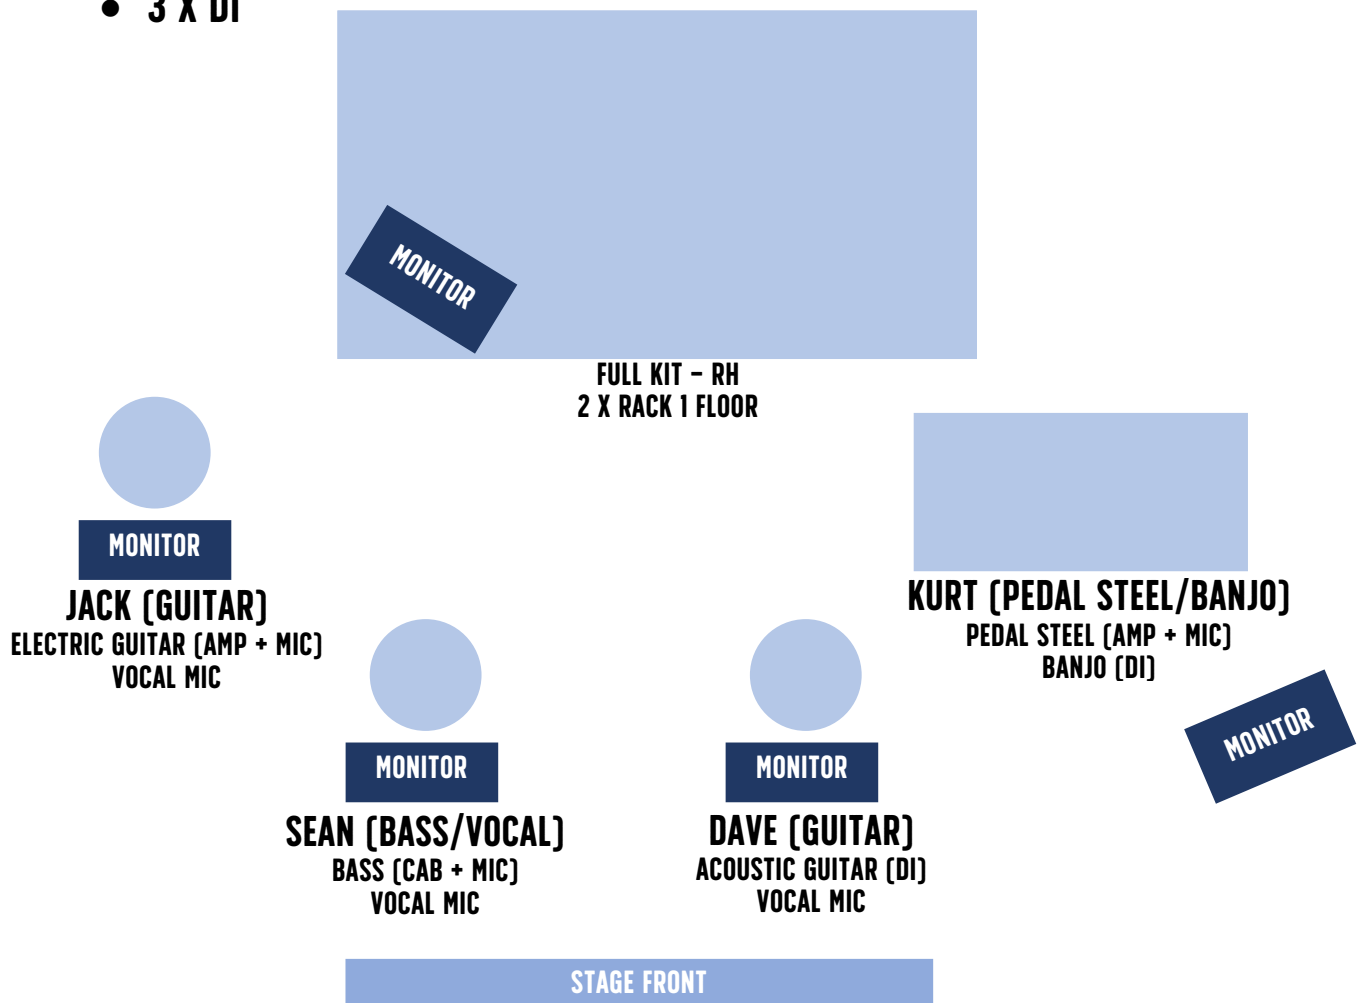 ● 3 X DI
MONITOR
FULL KIT – RH
2 X RACK 1 FLOOR
MONITOR
JACK (GUITAR)
ELECTRIC GUITAR (AMP + MIC)
VOCAL MIC
KURT (PEDAL STEEL/BANJO)
PEDAL STEEL (AMP + MIC)
BANJO (DI)
MONITOR
MONITOR
SEAN (BASS/VOCAL)
BASS (CAB + MIC)
VOCAL MIC
MONITOR
DAVE (GUITAR)
ACOUSTIC GUITAR (DI)
VOCAL MIC
STAGE FRONT